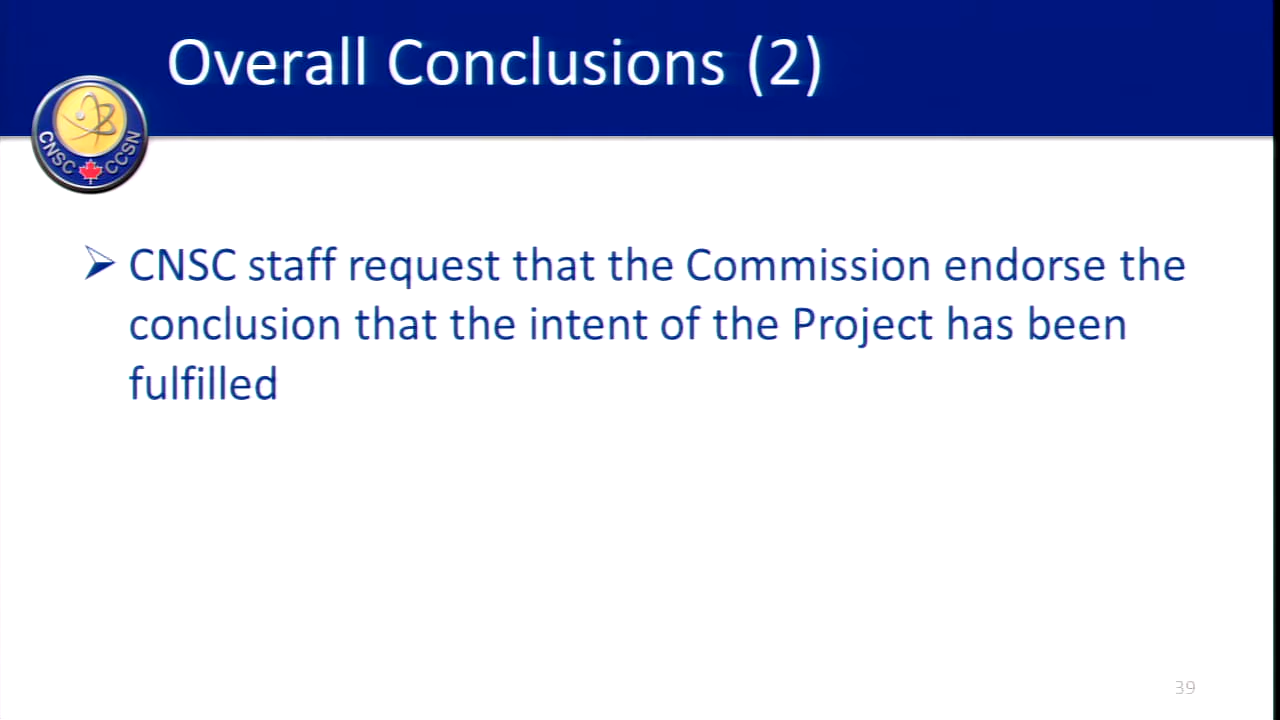 Overall Conclusions (2)
CNSC CCSN
CNSC staff request that the Commission endorse the
conclusion that the intent of the Project has been
fulfilled
39